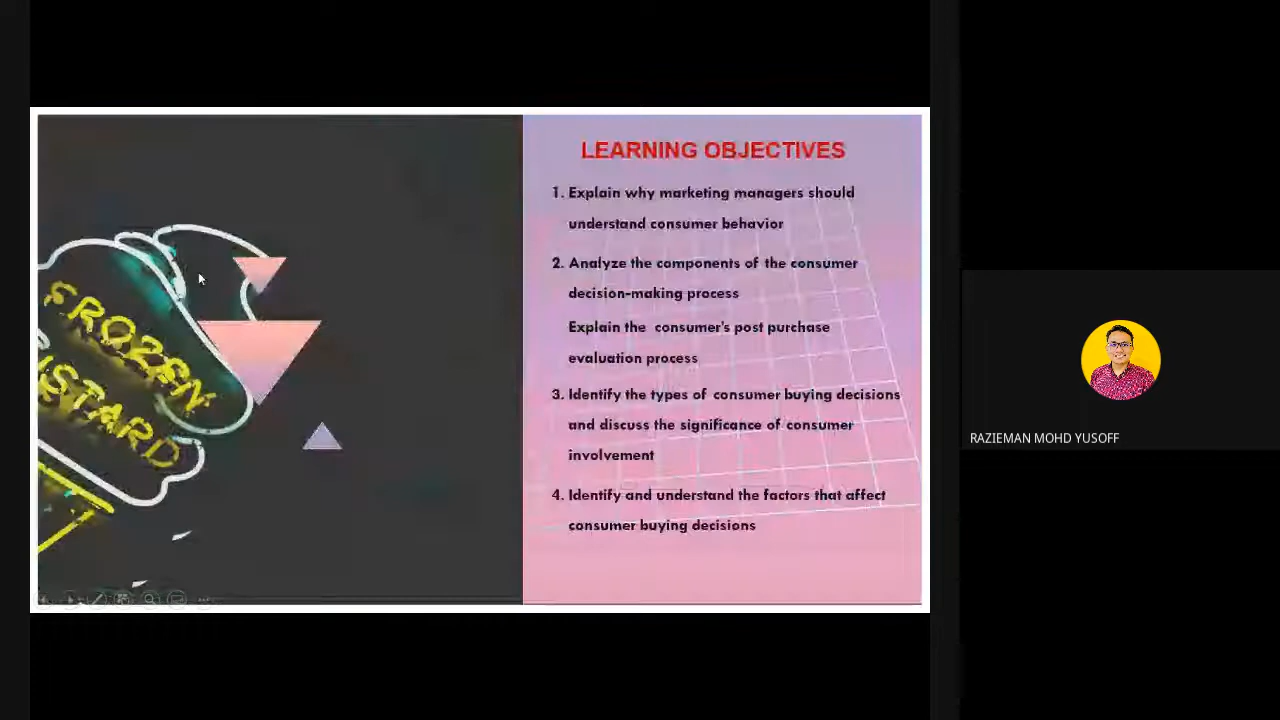 LEARNING OBJECTIVES
1. Explain why marketing managers should
understand consumer behavior
2. Analyze the components of the consumer
decision-making process
Explain the consumer's post purchase
evaluation process
3. Identify the types of consumer buying decisions
and discuss the significance of consumer
involvement
4. Identify and understand the factors that affect
consumer buying decisions
FROZEN
USTARD
RAZIEMAN MOHD YUSOFF